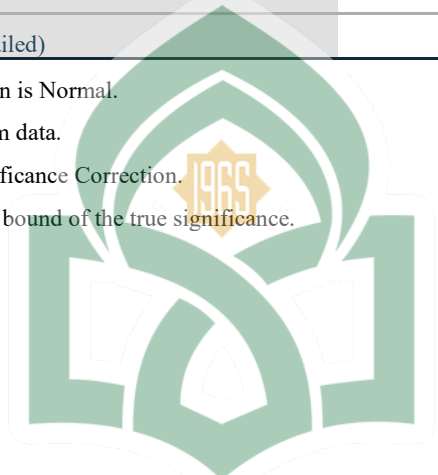 iled)
n is Normal.
m data.
ficance Correction.
1965
bound of the true significance.